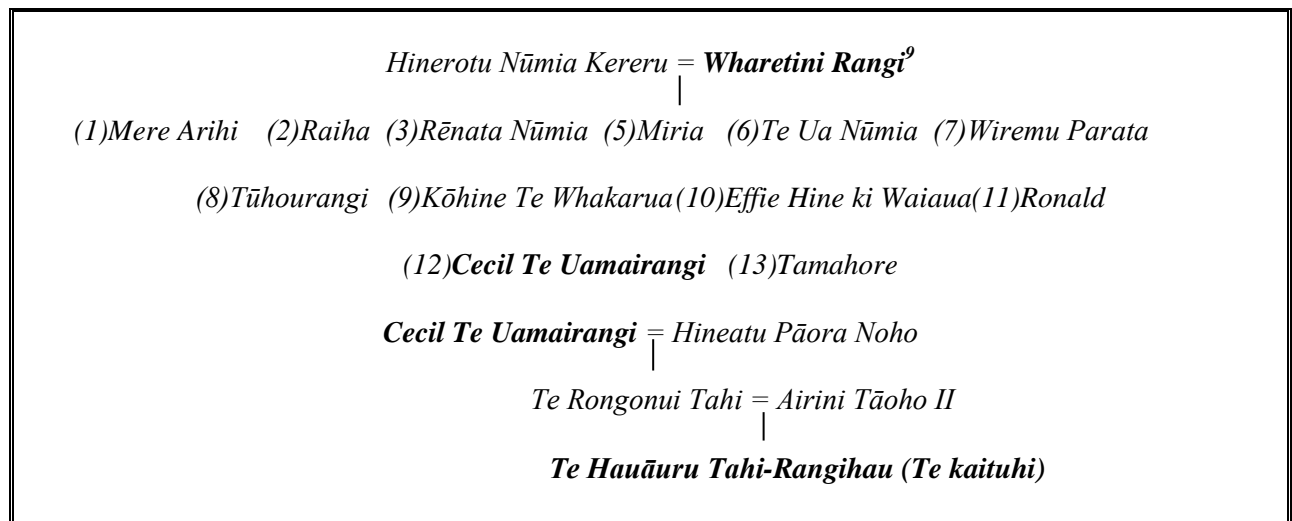 Hinerotu Nūmia Kereru = Wharetini Rangi⁹
(1)Mere Arihi (2)Raiha (3)Rēnata Nūmia (5)Miria (6)Te Ua Nūmia (7)Wiremu Parata
(8)Tūhourangi (9)Kōhine Te Whakarua(10)Effie Hine ki Waiaua(11)Ronald
(12)Cecil Te Uamairangi (13)Tamahore
Cecil Te Uamairangi = Hineatu Pāora Noho
Te Rongonui Tahi = Airini Tāoho II
Te Hauāuru Tahi-Rangihau (Te kaituhi)